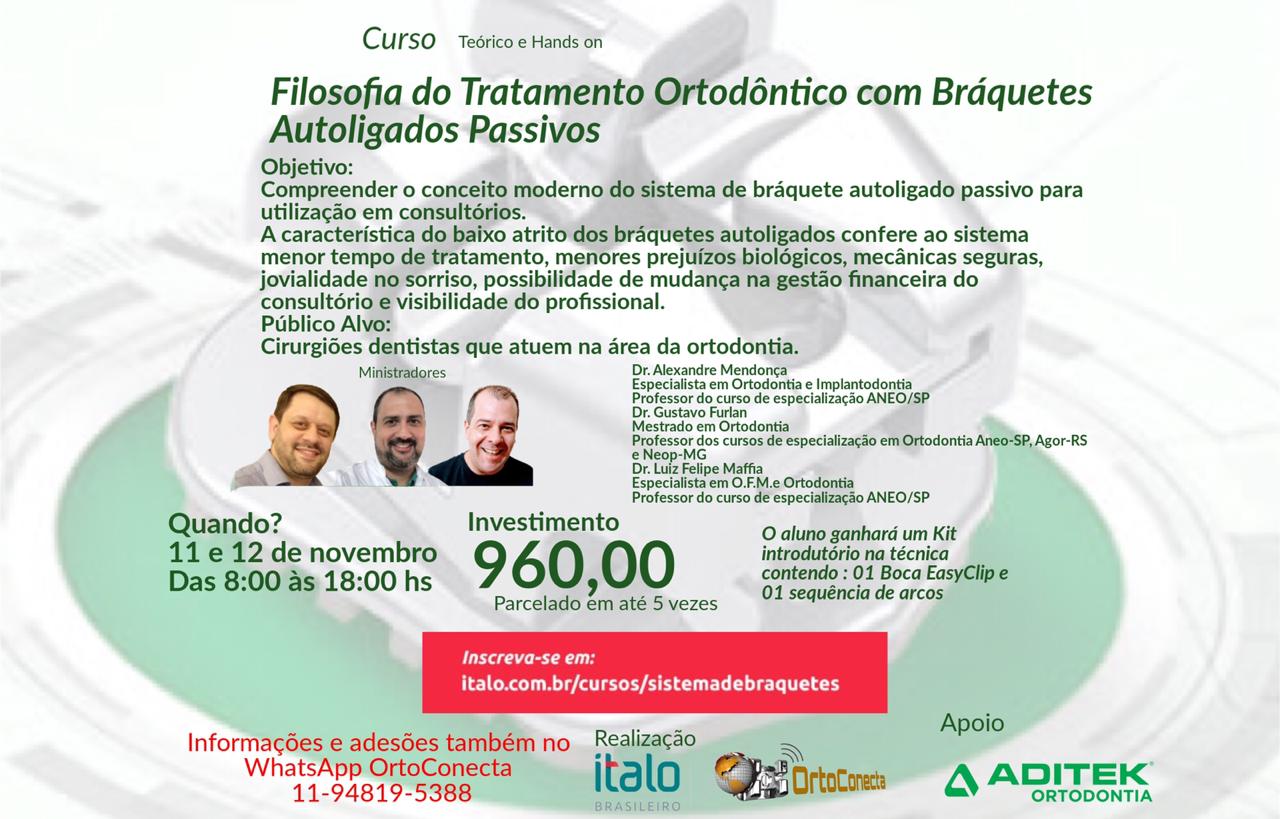 Curso Teórico e Hands on
Filosofia do Tratamento Ortodôntico com Bráquetes
Autoligados Passivos
Objetivo:
Compreender o conceito moderno do sistema de bráquete autoligado passivo para
utilização em consultórios.
A característica do baixo atrito dos bráquetes autoligados confere ao sistema
menor tempo de tratamento, menores prejuízos biológicos, mecânicas seguras,
jovialidade no sorriso, possibilidade de mudança na gestão financeira do
consultório e visibilidade do profissional.
Público Alvo:
Cirurgiões dentistas que atuem na área da ortodontia.
Ministradores
Dr. Alexandre Mendonça
Especialista em Ortodontia e Implantodontia
Professor do curso de especialização ANEO/SP
Dr. Gustavo Furlan
Mestrado em Ortodontia
Professor dos cursos de especialização em Ortodontia Aneo-SP, Agor-RS
e Neop-MG
Dr. Luiz Felipe Maffia
Especialista em O.F.M.e Ortodontia
Professor do curso de especialização ANEO/SP
Quando?
11 e 12 de novembro
Das 8:00 às 18:00 hs
Investimento
960,00
Parcelado em até 5 vezes
O aluno ganhará um Kit
introdutório na técnica
contendo : 01 Boca EasyClip e
01 sequência de arcos
Inscreva-se em:
italo.com.br/cursos/sistemadebraquetes
Informações e adesões também no
WhatsApp OrtoConecta
11-94819-5388
Realização
italo
BRASILEIRO
OrtoConecta
Apoio
ADITEK
ORTODONTIA